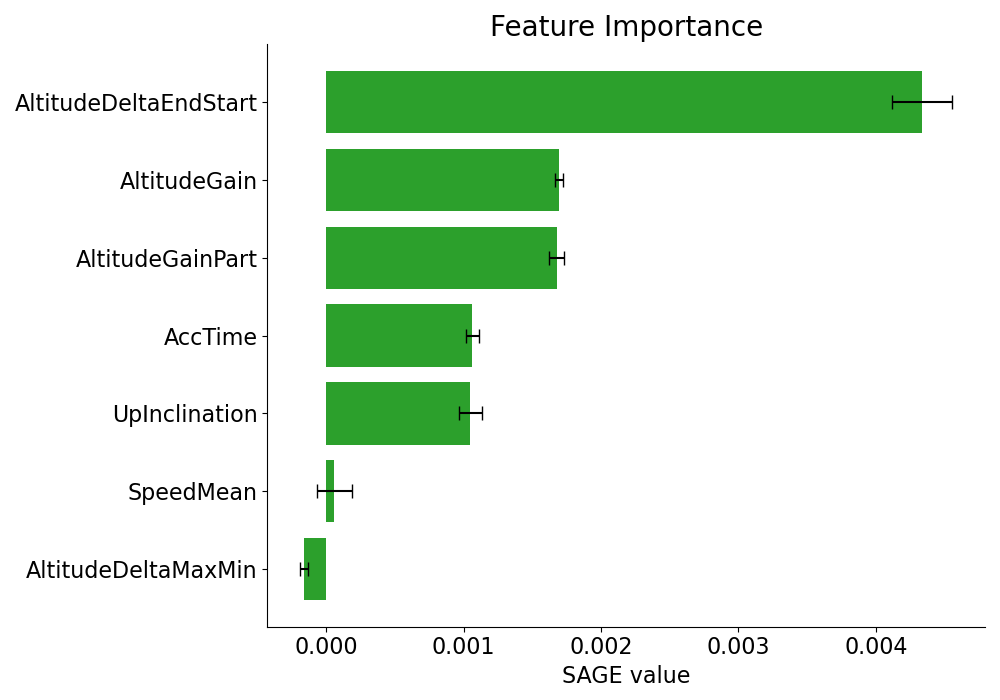 Feature Importance
AltitudeDeltaEndStart
AltitudeGain
AltitudeGainPart
AccTime
UpInclination
SpeedMean
AltitudeDeltaMaxMin
0.000 0.001 0.002 0.003 0.004
SAGE value